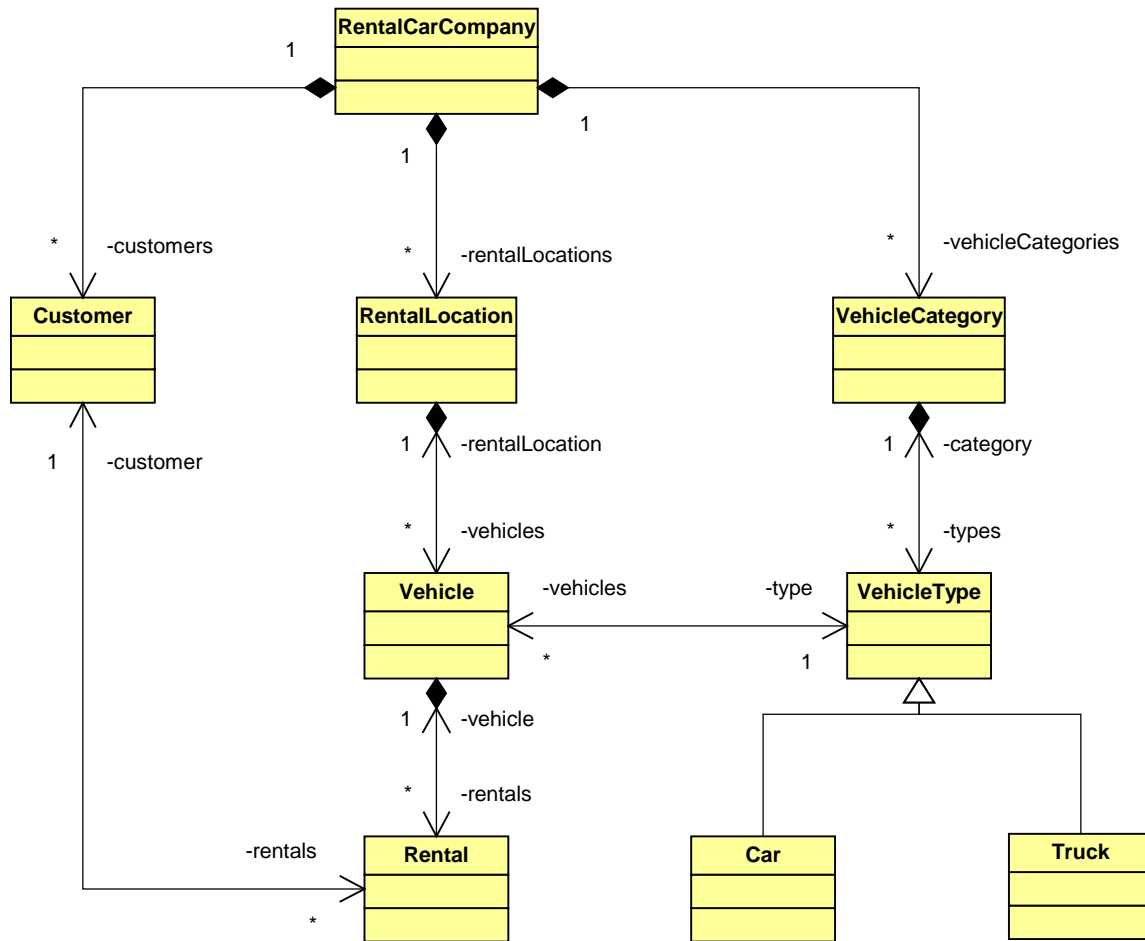 RentalCarCompany
1
1
1
* -customers
* -rentalLocations
* -vehicleCategories
Customer
RentalLocation
VehicleCategory
1 -customer
1 -rentalLocation
1 -category
* -vehicles
* -types
Vehicle
-vehicles
*
-type
1
VehicleType
1 -vehicle
* -rentals
-rentals
*
Rental
Car
Truck